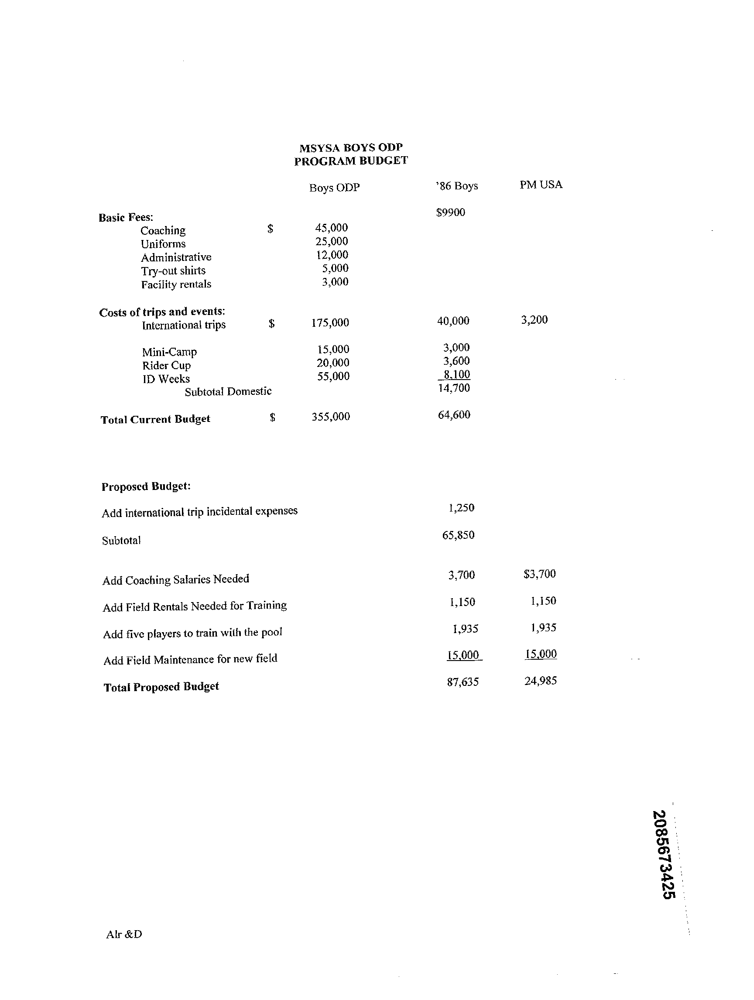 MSYSA BOYS ODP
PROGRAM BUDGET
Boys ODP '86 Boys PM USA
Basic Fees: $9900
Coaching $ 45,000
Uniforms 25,000
Administrative 12,000
Try-out shirts 5,000
Facility rentals 3,000
Costs of trips and events:
International trips $ 175,000 40,000 3,200
Mini-Camp 15,000 3,000
Rider Cup 20,000 3,600
ID Weeks 55,000 8,100
Subtotal Domestic 14,700
Total Current Budget $ 355,000 64,600
Proposed Budget:
Add international trip incidental expenses 1,250
Subtotal 65,850
Add Coaching Salaries Needed 3,700 $3,700
Add Field Rentals Needed for Training 1,150 1,150
Add five players to train with the pool 1,935 1,935
Add Field Maintenance for new field 15,000 15,000
Total Proposed Budget 87,635 24,985
2085673425
Alr &D